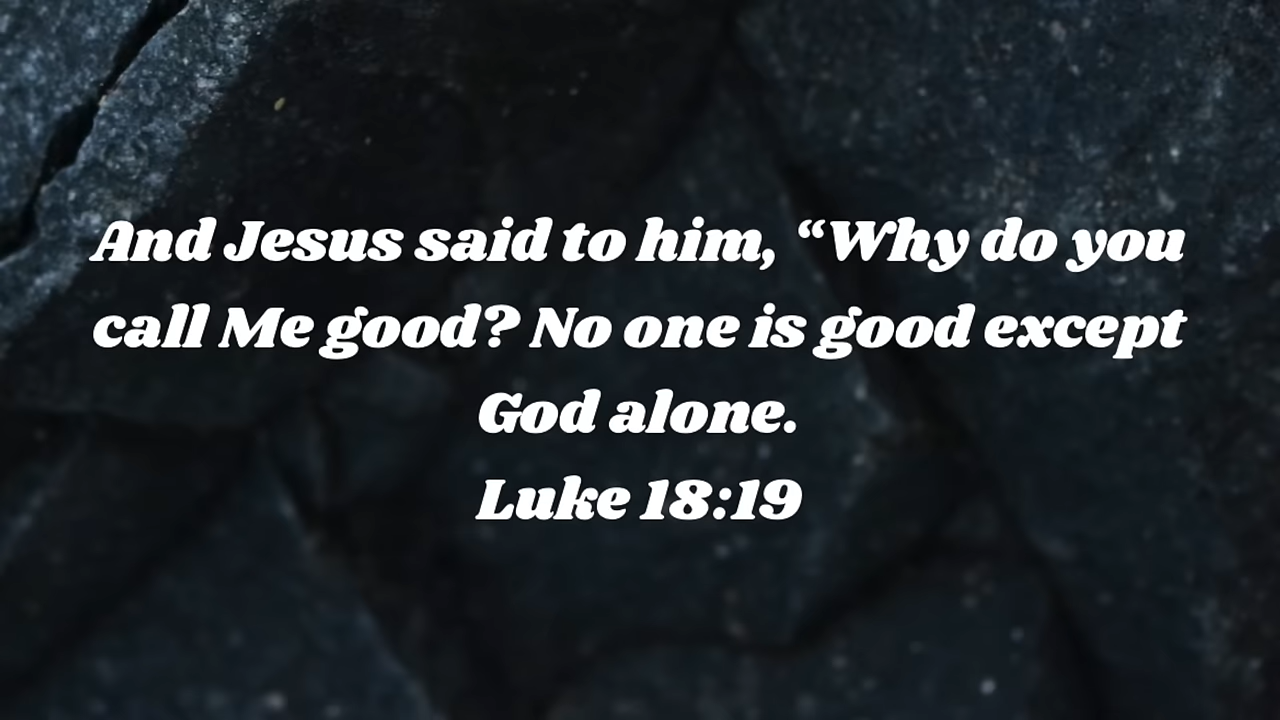 And Jesus said to him, “Why do you
call Me good? No one is good except
God alone.
Luke 18:19